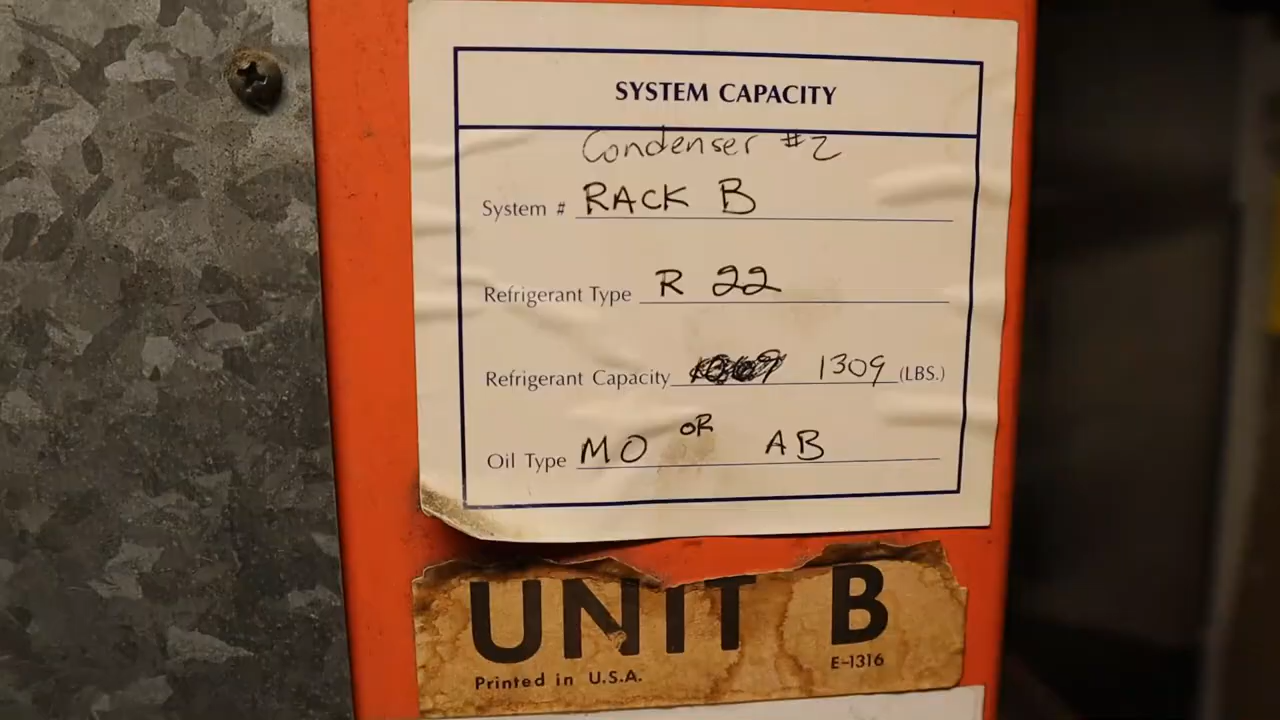 SYSTEM CAPACITY
Condenser #2
System # RACK B
Refrigerant Type R 22
Refrigerant Capacity 1309 (LBS.)
Oil Type MO OR AB
UNIT B
Printed in U.S.A. E-1316